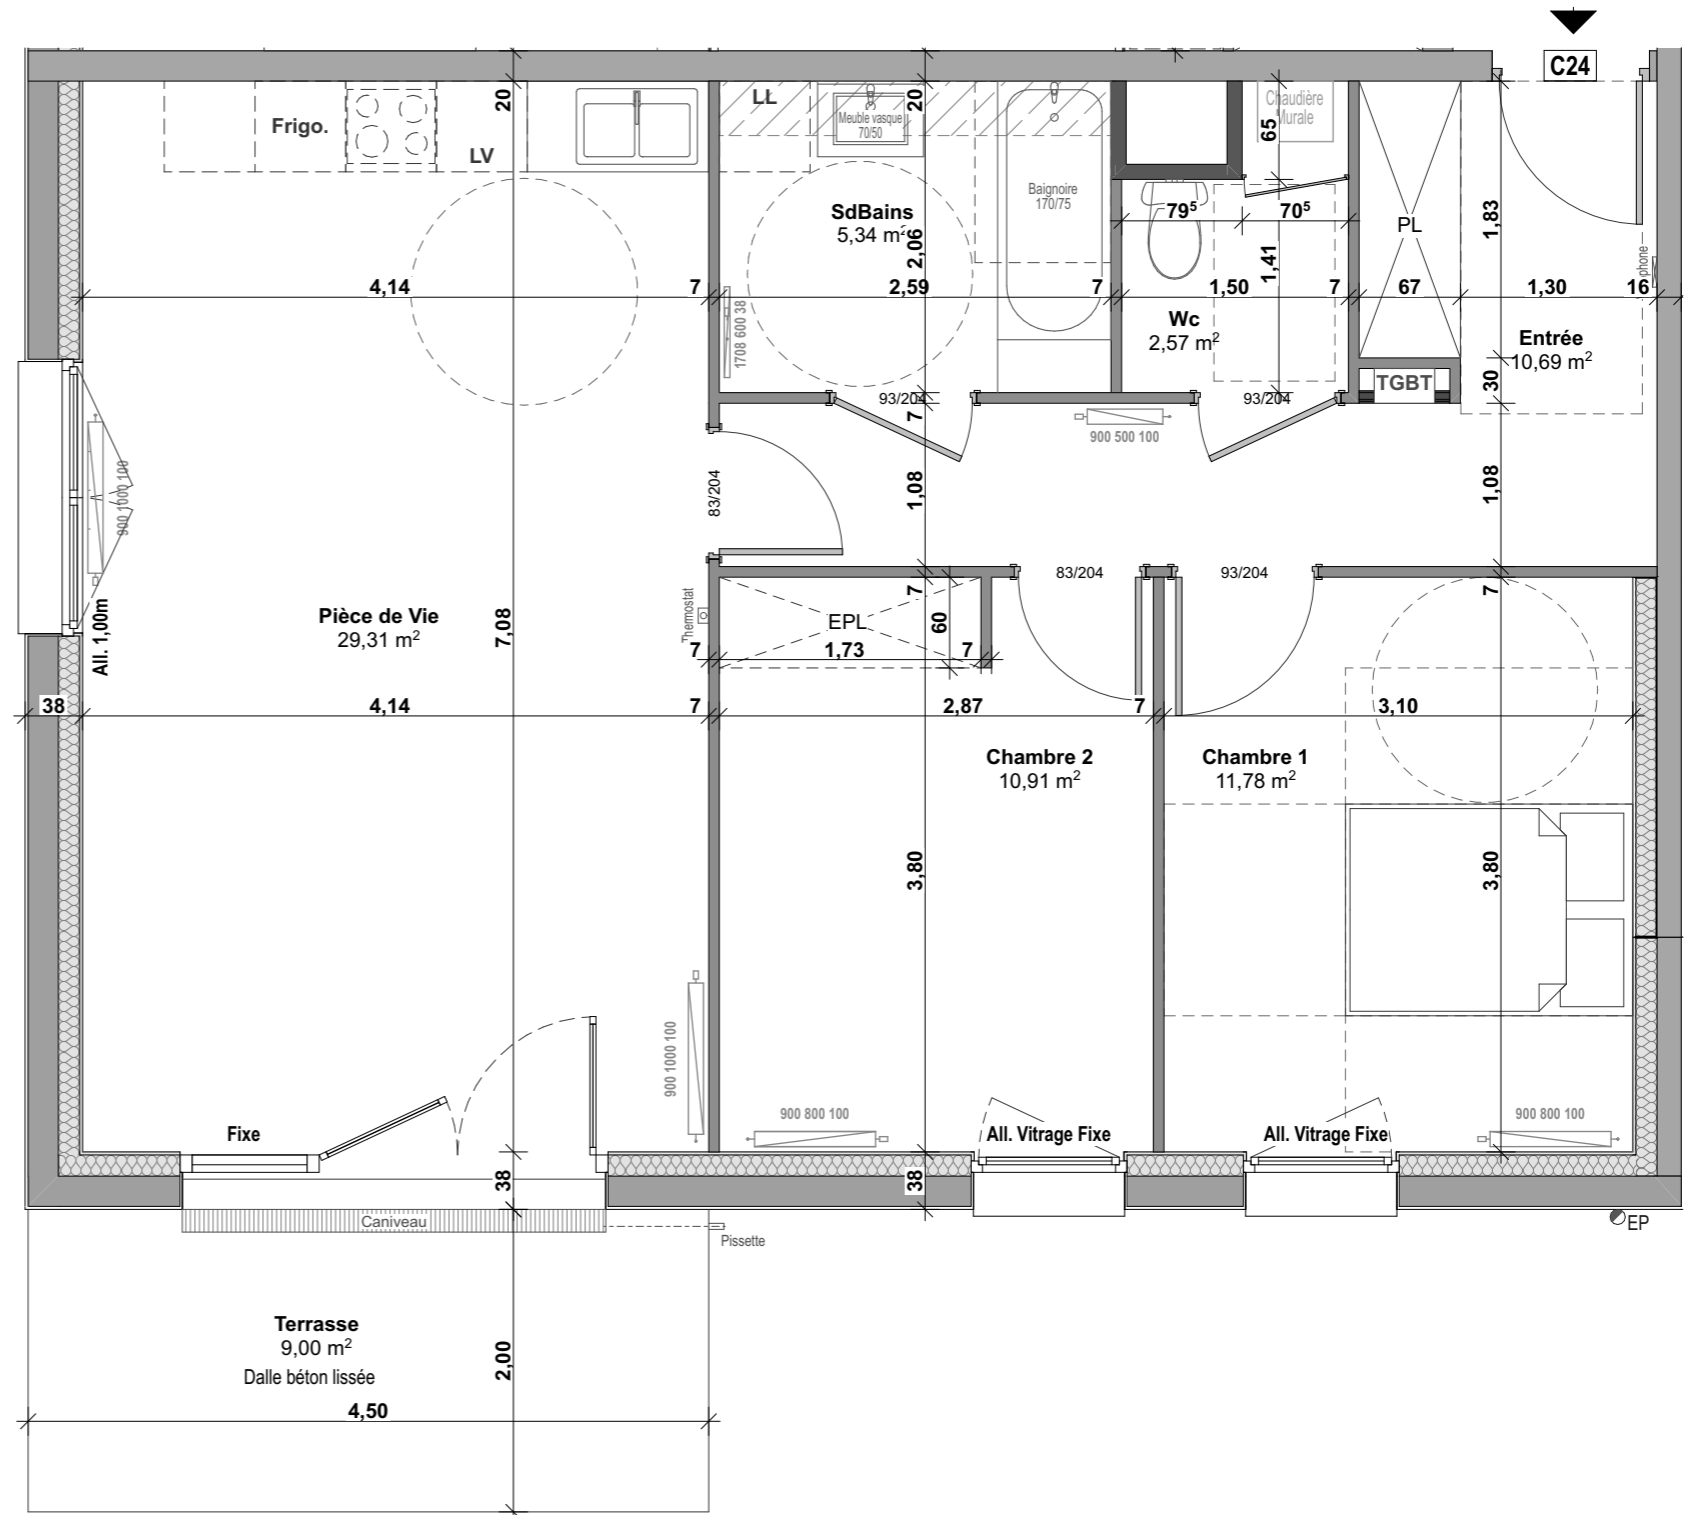 C24
20
20
Frigo.
LV
LL
Meuble vasque
70/50
65
Chaudière
Murale
Baignoire
170/75
SdBains
5,34 m²
2,06
79⁵
70⁵
PL
1,83
1,41
4,14
7
2,59
7
1,50
7
67
1,30
16
1708 600 38
Wc
2,57 m²
Entrée
10,69 m²
30
TGBT
93/204
93/204
7
900 500 100
900 1000 100
83/204
1,08
1,08
83/204
93/204
7
7
All. 1,00m
Pièce de Vie
29,31 m²
7,08
Thermostat
EPL
60
7
1,73
7
38
4,14
7
2,87
7
3,10
Chambre 2
10,91 m²
Chambre 1
11,78 m²
3,80
3,80
900 1000 100
Fixe
900 800 100
All. Vitrage Fixe
All. Vitrage Fixe
900 800 100
38
38
Caniveau
Pissette
EP
Terrasse
9,00 m²
Dalle béton lissée
2,00
4,50